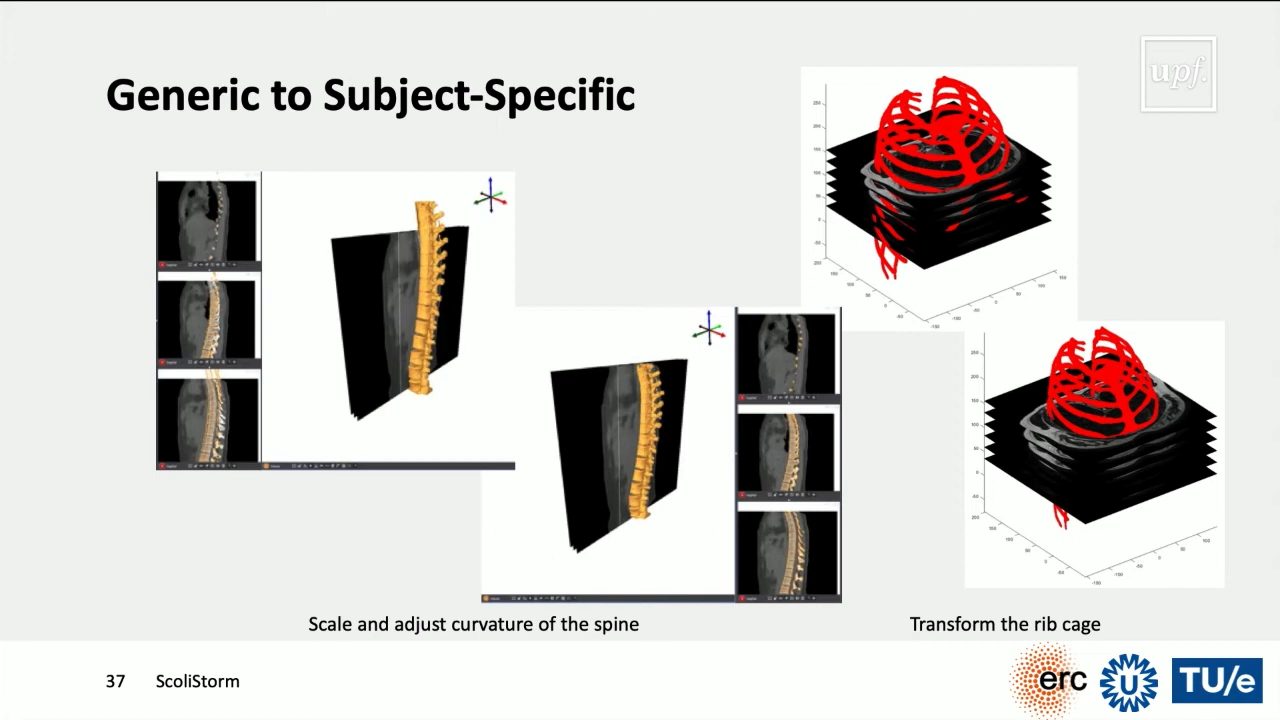 Generic to Subject-Specific
upf.
Scale and adjust curvature of the spine
Transform the rib cage
37 ScoliStorm
erc
U
TU/e